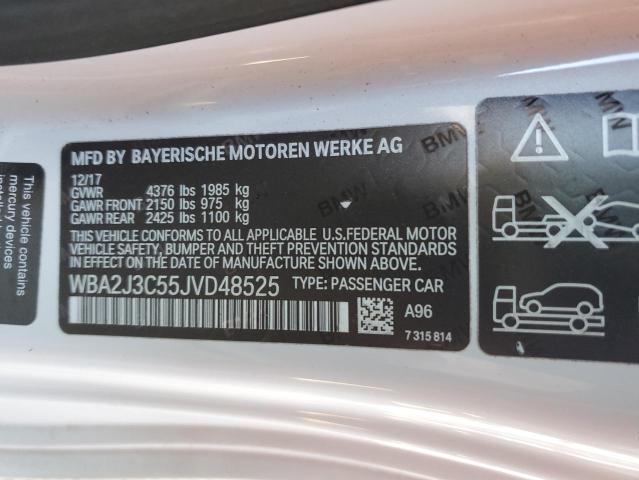 This vehicle contains
mercury devices
MFD BY BAYERISCHE MOTOREN WERKE AG
12/17
GVWR 4376 lbs 1985 kg
GAWR FRONT 2150 lbs 975 kg
GAWR REAR 2425 lbs 1100 kg
THIS VEHICLE CONFORMS TO ALL APPLICABLE U.S.FEDERAL MOTOR
VEHICLE SAFETY, BUMPER AND THEFT PREVENTION STANDARDS
IN EFFECT ON THE DATE OF MANUFACTURE SHOWN ABOVE.
WBA2J3C55JVD48525 TYPE: PASSENGER CAR
A96
7 315 814
BMW
BMW
BMW